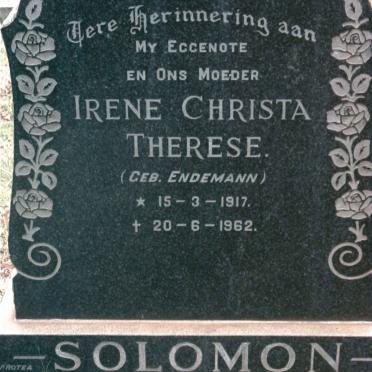 Tere Herinnering aan
My Eggenote
en Ons Moeder
Irene Christa
Therese.
(Geb. Endemann)
* 15-3-1917.
† 20-6-1962.
-SOLOMON-
PROTEA